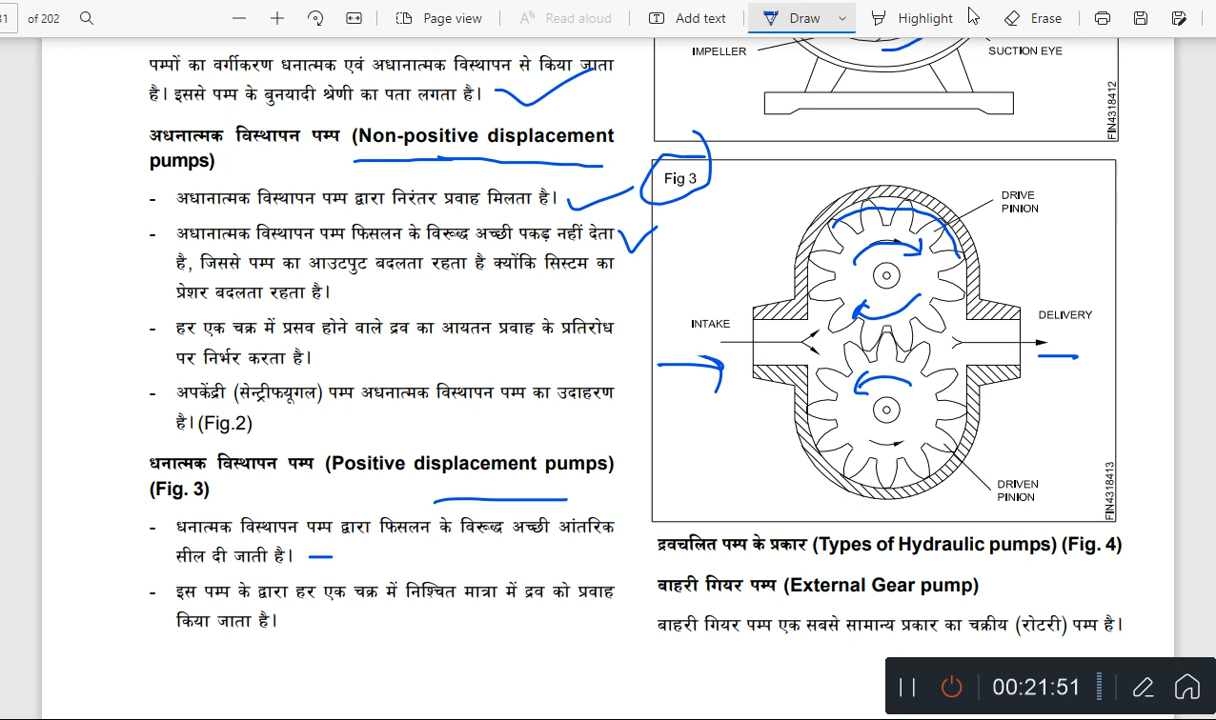 31 of 202
Page view
Read aloud
Add text
Draw
Highlight
Erase
पम्पों का वर्गीकरण धनात्मक एवं अधानात्मक विस्थापन से किया जाता
है। इससे पम्प के बुनयादी श्रेणी का पता लगता है।
अधनात्मक विस्थापन पम्प (Non-positive displacement
pumps)
- अधानात्मक विस्थापन पम्प द्वारा निरंतर प्रवाह मिलता है।
- अधानात्मक विस्थापन पम्प फिसलन के विरूद्ध अच्छी पकड़ नहीं देता
है, जिससे पम्प का आउटपुट बदलता रहता है क्योंकि सिस्टम का
प्रेशर बदलता रहता है।
- हर एक चक्र में प्रसव होने वाले द्रव का आयतन प्रवाह के प्रतिरोध
पर निर्भर करता है।
- अपकेंद्री (सेन्ट्रीफ्यूगल) पम्प अधनात्मक विस्थापन पम्प का उदाहरण
है। (Fig.2)
धनात्मक विस्थापन पम्प (Positive displacement pumps)
(Fig. 3)
- धनात्मक विस्थापन पम्प द्वारा फिसलन के विरूद्ध अच्छी आंतरिक
सील दी जाती है।
- इस पम्प के द्वारा हर एक चक्र में निश्चित मात्रा में द्रव को प्रवाह
किया जाता है।
IMPELLER
SUCTION EYE
FIN4318412
Fig 3
DRIVE
PINION
INTAKE
DELIVERY
DRIVEN
PINION
FIN4318413
द्रवचलित पम्प के प्रकार (Types of Hydraulic pumps) (Fig. 4)
बाहरी गियर पम्प (External Gear pump)
बाहरी गियर पम्प एक सबसे सामान्य प्रकार का चक्रीय (रोटरी) पम्प है।
00:21:51